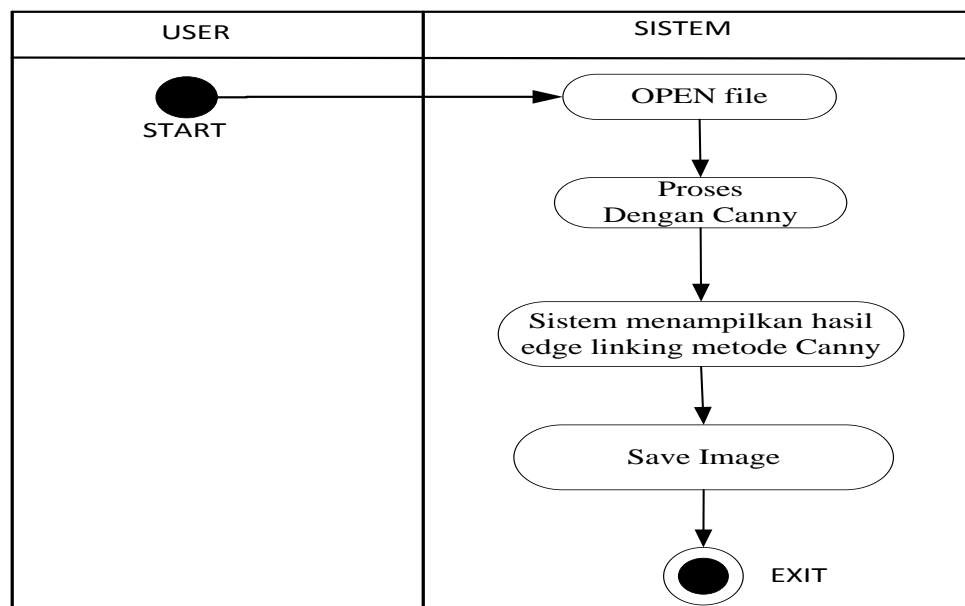 USER
SISTEM
START
OPEN file
Proses
Dengan Canny
Sistem menampilkan hasil
edge linking metode Canny
Save Image
EXIT